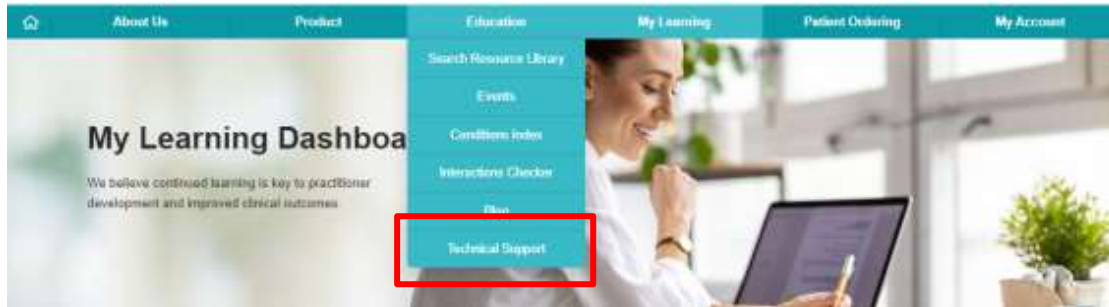 About Us Product Education My Learning Patient Ordering My Account
Search Resource Library
Events
Conditions Index
Interactions Checker
Blog
Technical Support
My Learning Dashboa
We believe continued learning is key to practitioner
development and improved clinical outcomes